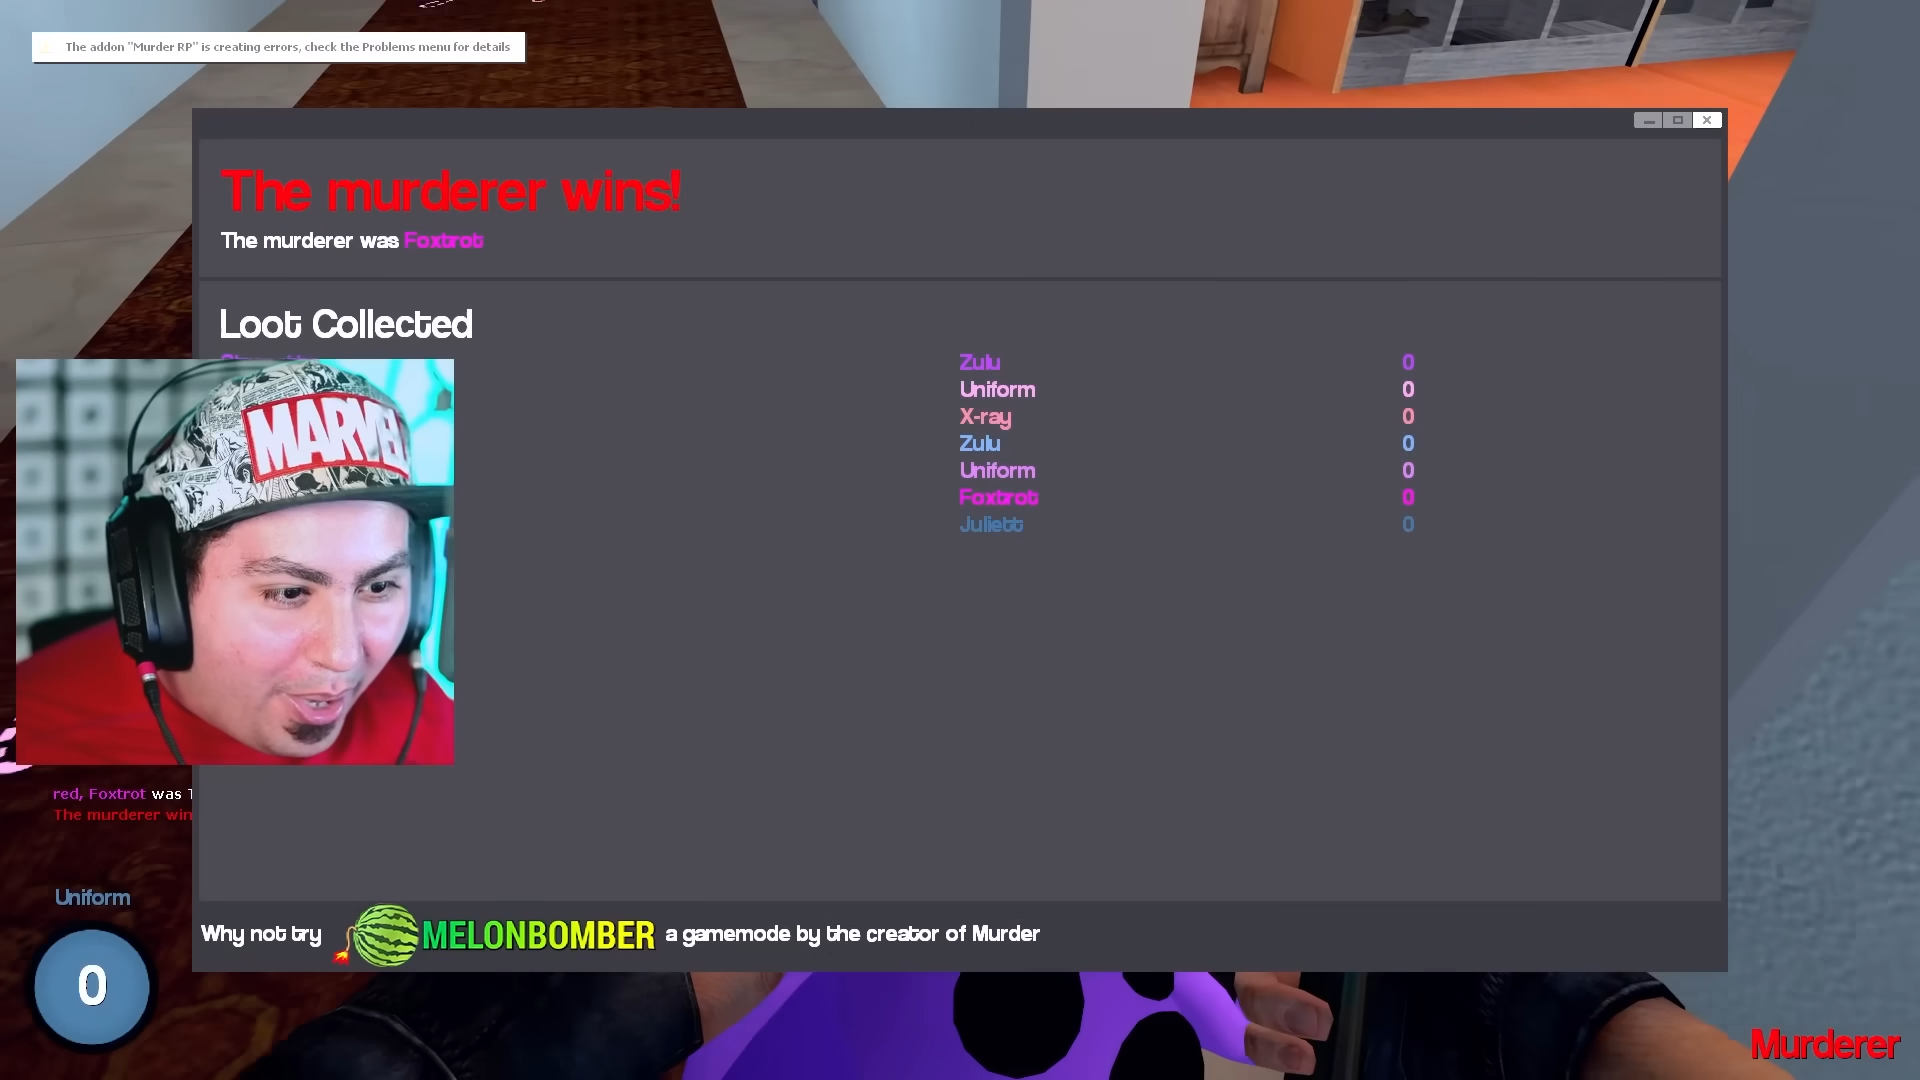 The addon "Murder RP" is creating errors, check the Problems menu for details
The murderer wins!
The murderer was Foxtrot
Loot Collected
Zulu 0
Uniform 0
X-ray 0
Zulu 0
Uniform 0
Foxtrot 0
Juliett 0
MARVEL
red, Foxtrot was
The murderer win
Uniform
0
Why not try MELONBOMBER a gamemode by the creator of Murder
Murderer